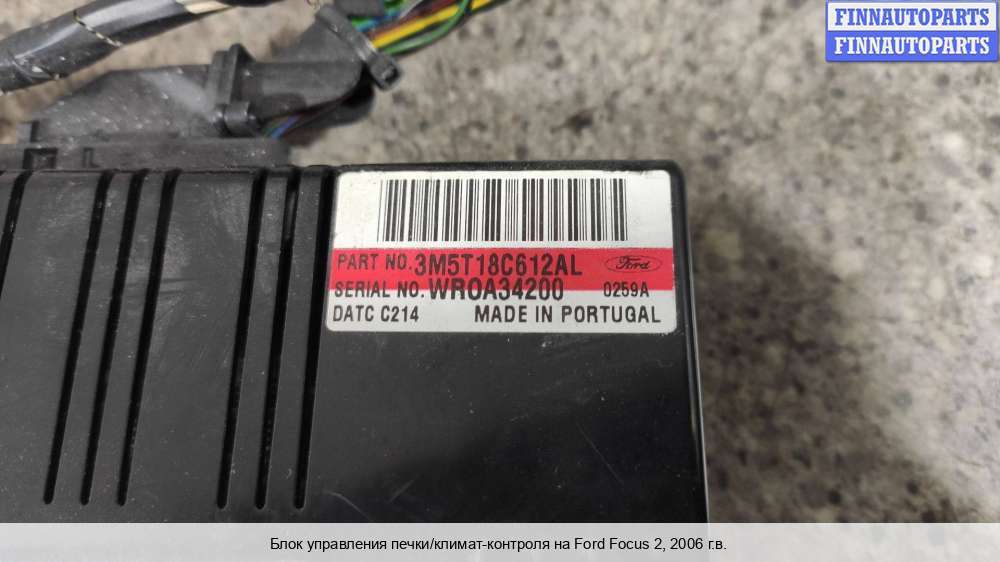 FINNAUTOPARTS
FINNAUTOPARTS
PART NO. 3M5T18C612AL Ford
SERIAL NO. WR0A34200 0259A
DATC C214 MADE IN PORTUGAL
Блок управления печки/климат-контроля на Ford Focus 2, 2006 г.в.